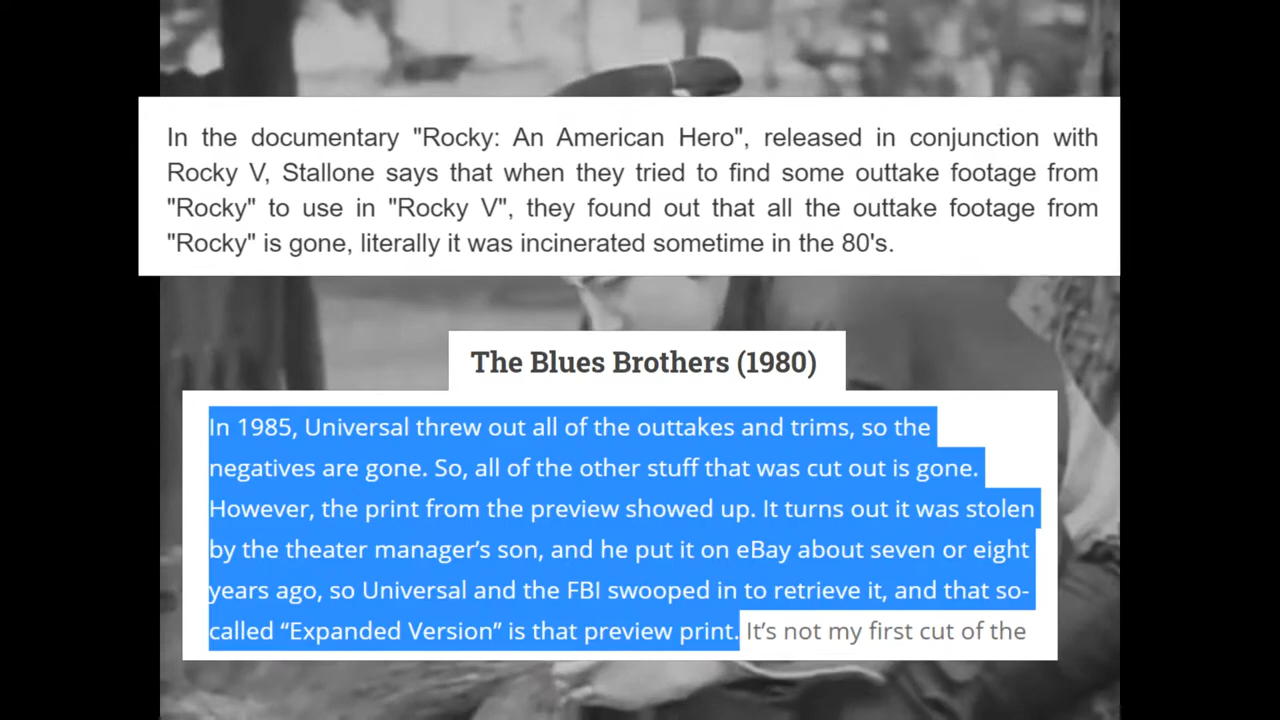 In the documentary "Rocky: An American Hero", released in conjunction with
Rocky V, Stallone says that when they tried to find some outtake footage from
"Rocky" to use in "Rocky V", they found out that all the outtake footage from
"Rocky" is gone, literally it was incinerated sometime in the 80's.
The Blues Brothers (1980)
In 1985, Universal threw out all of the outtakes and trims, so the
negatives are gone. So, all of the other stuff that was cut out is gone.
However, the print from the preview showed up. It turns out it was stolen
by the theater manager’s son, and he put it on eBay about seven or eight
years ago, so Universal and the FBI swooped in to retrieve it, and that so-
called “Expanded Version” is that preview print. It’s not my first cut of the